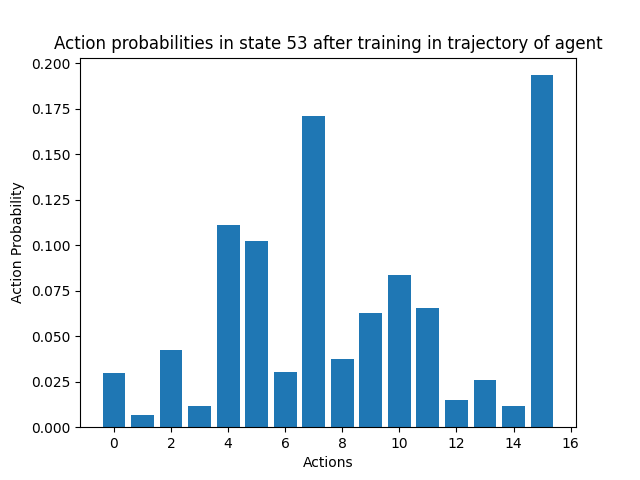 Action probabilities in state 53 after training in trajectory of agent
0.200
0.175
0.150
0.125
0.100
0.075
0.050
0.025
0.000
Action Probability
0 2 4 6 8 10 12 14 16
Actions